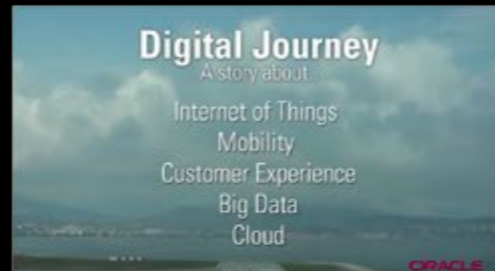 Digital Journey
A story about...
Internet of Things
Mobility
Customer Experience
Big Data
Cloud
ORACLE